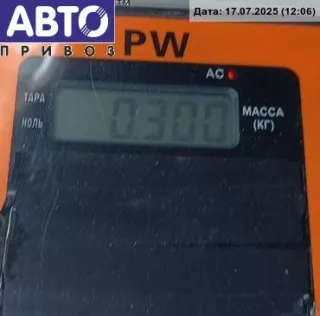 АВТО
ПРИВОЗ
Дата: 17.07.2025 (12:06)
PW
AC
ТАРА
НОЛЬ
0.300
МАССА
(КГ)